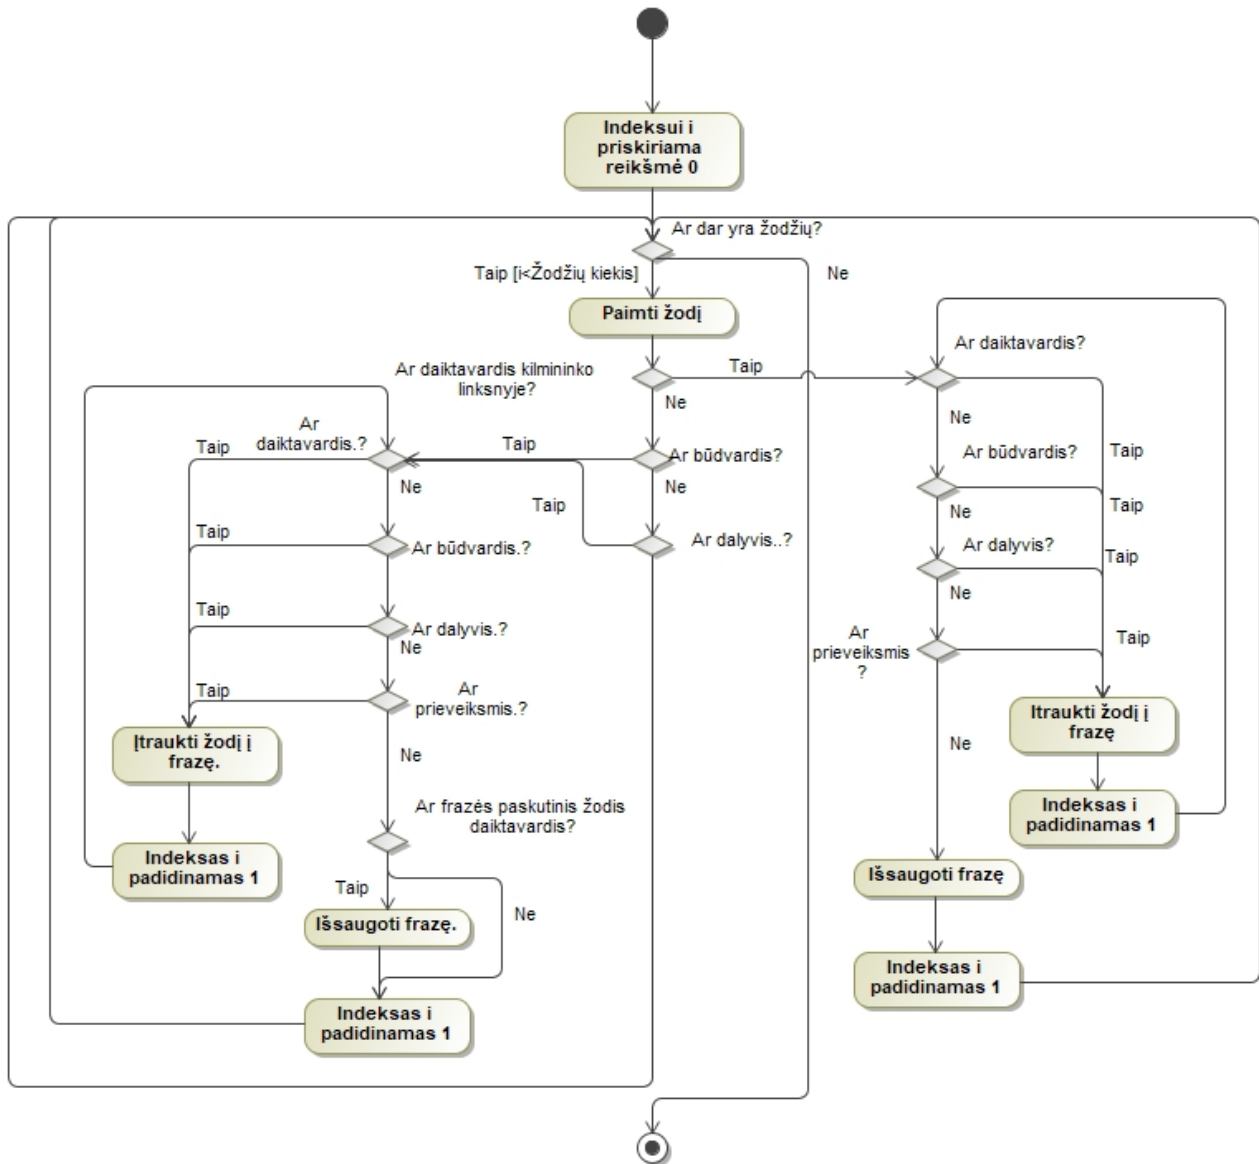 Indeksui i
priskiriama
reikšmė 0
Ar dar yra žodžių?
Taip [i<Žodžių kiekis]
Ne
Paimti žodį
Ar daiktavardis kilmininko
linksnyje?
Taip
Ne
Ar daiktavardis?
Ne
Taip
Ar būdvardis?
Taip
Ne
Ar dalyvis?
Taip
Ne
Ar
prieveiksmis
?
Taip
Ne
Itraukti žodį į
frazę
Indeksas i
padidinamas 1
Išsaugoti frazę
Indeksas i
padidinamas 1
Ar būdvardis?
Taip
Ne
Ar dalyvis..?
Taip
Ar
daiktavardis.?
Taip
Ne
Ar būdvardis.?
Taip
Ar dalyvis.?
Taip
Ne
Ar
prieveiksmis.?
Taip
Ne
Įtraukti žodį į
frazę.
Indeksas i
padidinamas 1
Ar frazės paskutinis žodis
daiktavardis?
Taip
Ne
Išsaugoti frazę.
Indeksas i
padidinamas 1